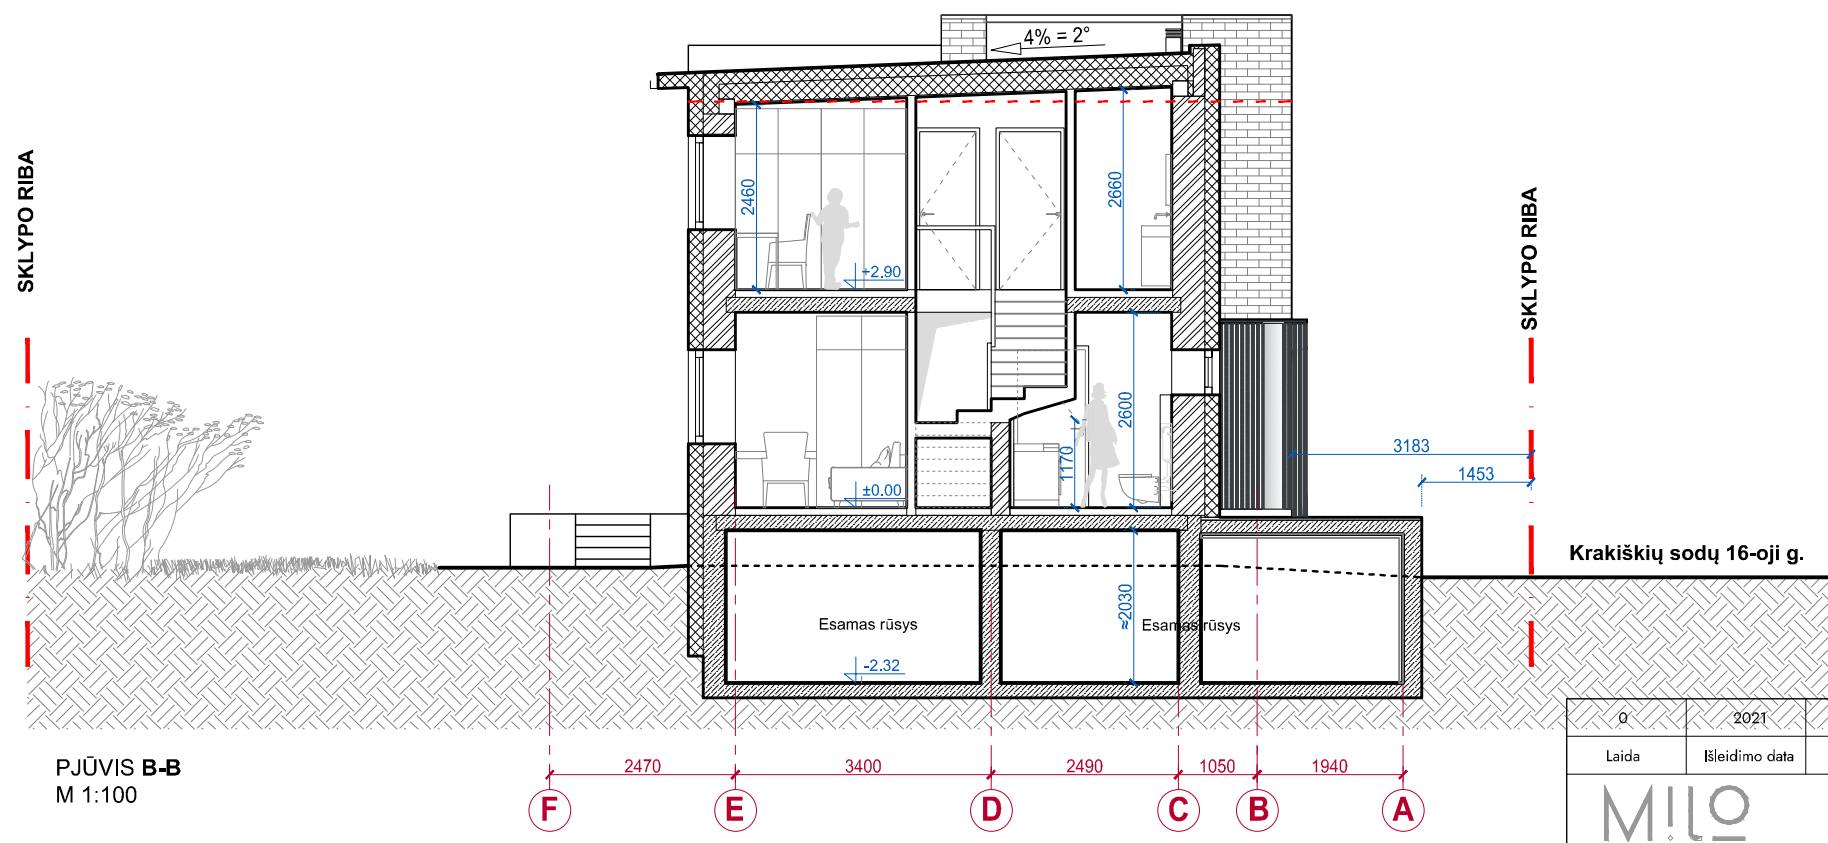 4% = 2°
SKLYPO RIBA
SKLYPO RIBA
2460
2660
+2.90
2600
1170
±0.00
3183
1453
Krakiškių sodų 16-oji g.
≈2030
Esamas rūsys
Esamas rūsys
-2.32
0
2021
Laida
Išleidimo data
PJŪVIS B-B
M 1:100
2470
3400
2490
1050
1940
F
E
D
C
B
A
MILO